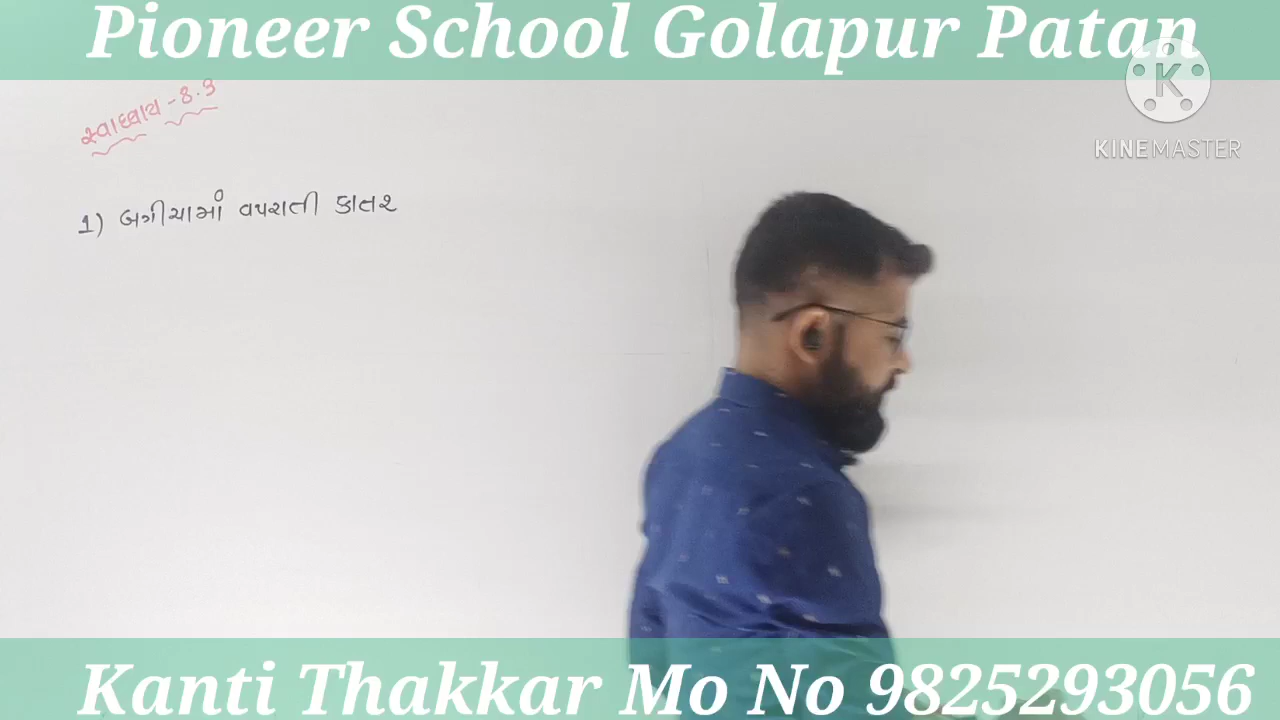 Pioneer School Golapur Patan
KINEMASTER
સ્વાધ્યાય - 8.3
1) બગીચામાં વપરાતી કાતર
Kanti Thakkar Mo No 9825293056